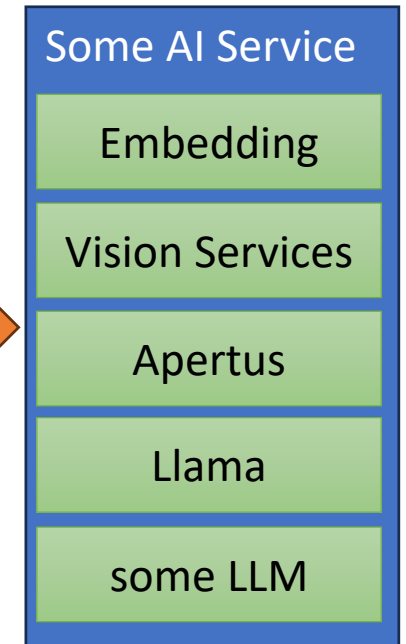 Some AI Service
Embedding
Vision Services
Apertus
Llama
some LLM